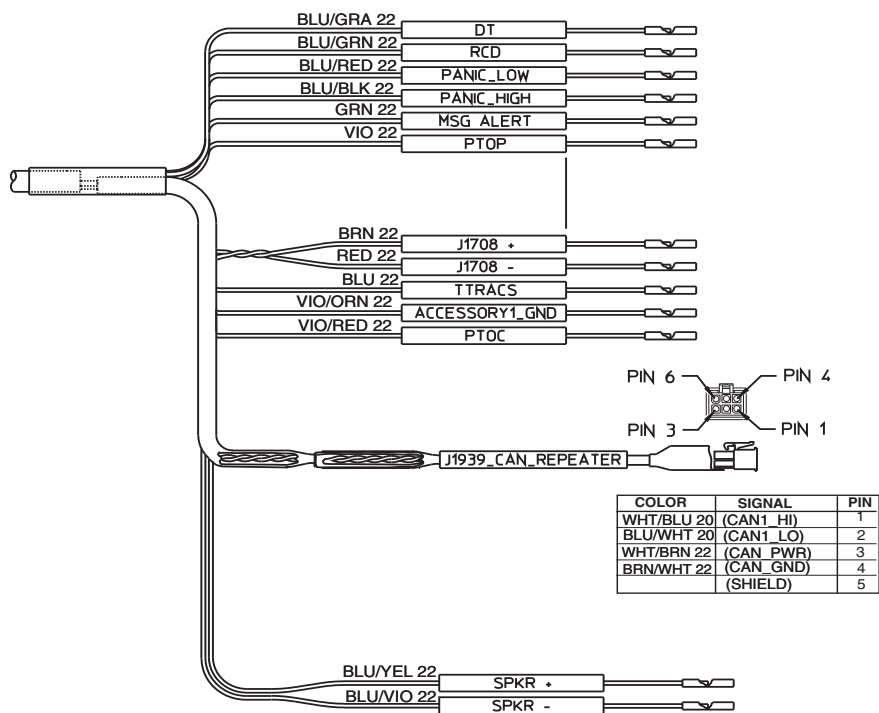 BLU/GRA 22 DT
BLU/GRN 22 RCD
BLU/RED 22 PANIC_LOW
BLU/BLK 22 PANIC_HIGH
GRN 22 MSG ALERT
VIO 22 PTOP
BRN 22 J1708 +
RED 22 J1708 -
BLU 22 TTRACS
VIO/ORN 22 ACCESSORY1_GND
VIO/RED 22 PTOC
PIN 6 PIN 4
PIN 3 PIN 1
J1939_CAN_REPEATER
COLOR SIGNAL PIN
WHT/BLU 20 (CAN1_HI) 1
BLU/WHT 20 (CAN1_LO) 2
WHT/BRN 22 (CAN_PWR) 3
BRN/WHT 22 (CAN_GND) 4
(SHIELD) 5
BLU/YEL 22 SPKR +
BLU/VIO 22 SPKR -